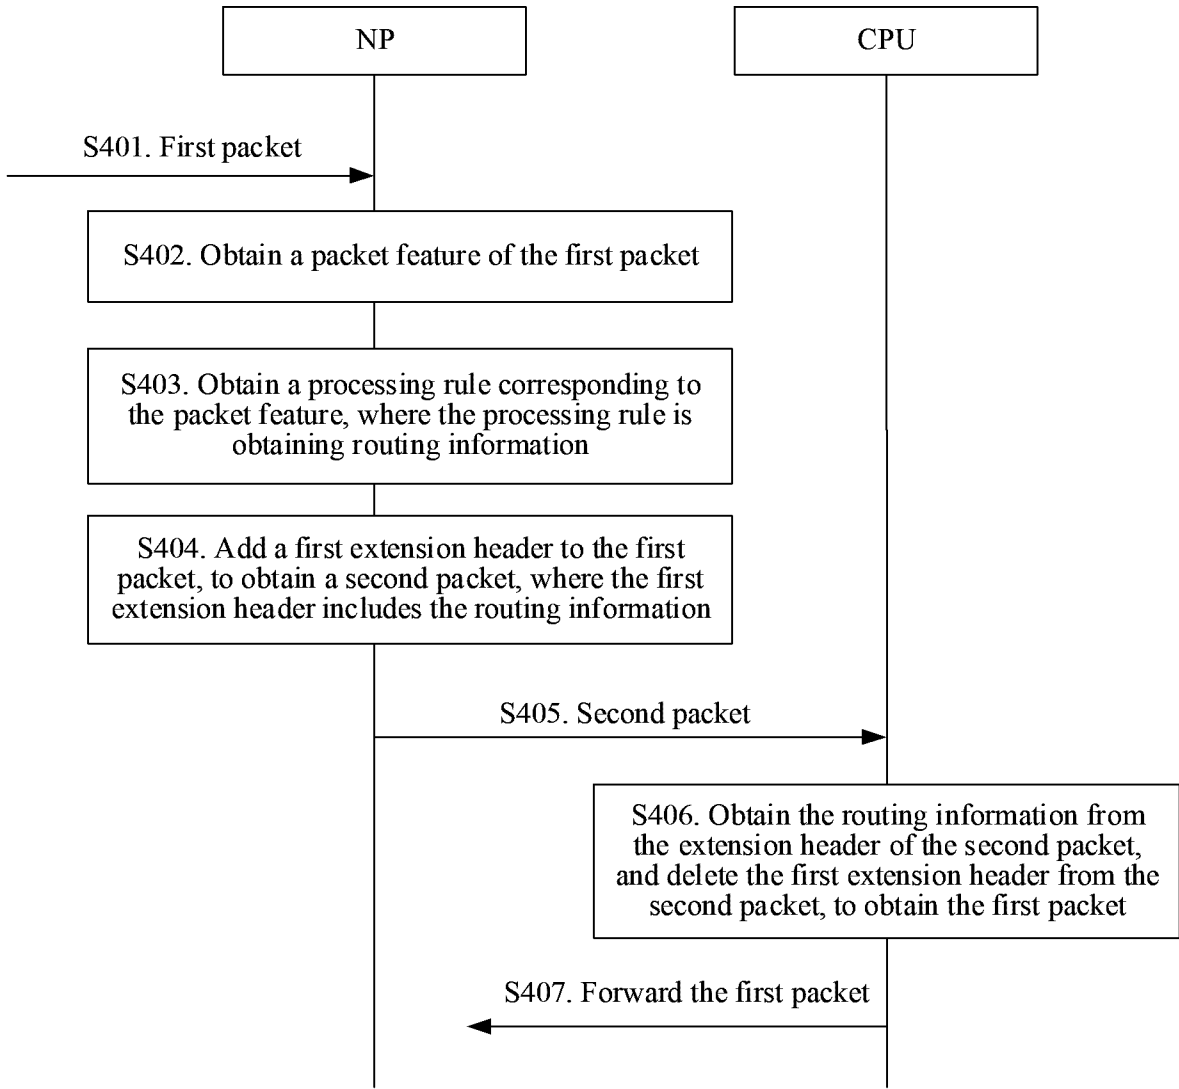 NP
CPU
S401. First packet
S402. Obtain a packet feature of the first packet
S403. Obtain a processing rule corresponding to
the packet feature, where the processing rule is
obtaining routing information
S404. Add a first extension header to the first
packet, to obtain a second packet, where the first
extension header includes the routing information
S405. Second packet
S406. Obtain the routing information from
the extension header of the second packet,
and delete the first extension header from the
second packet, to obtain the first packet
S407. Forward the first packet